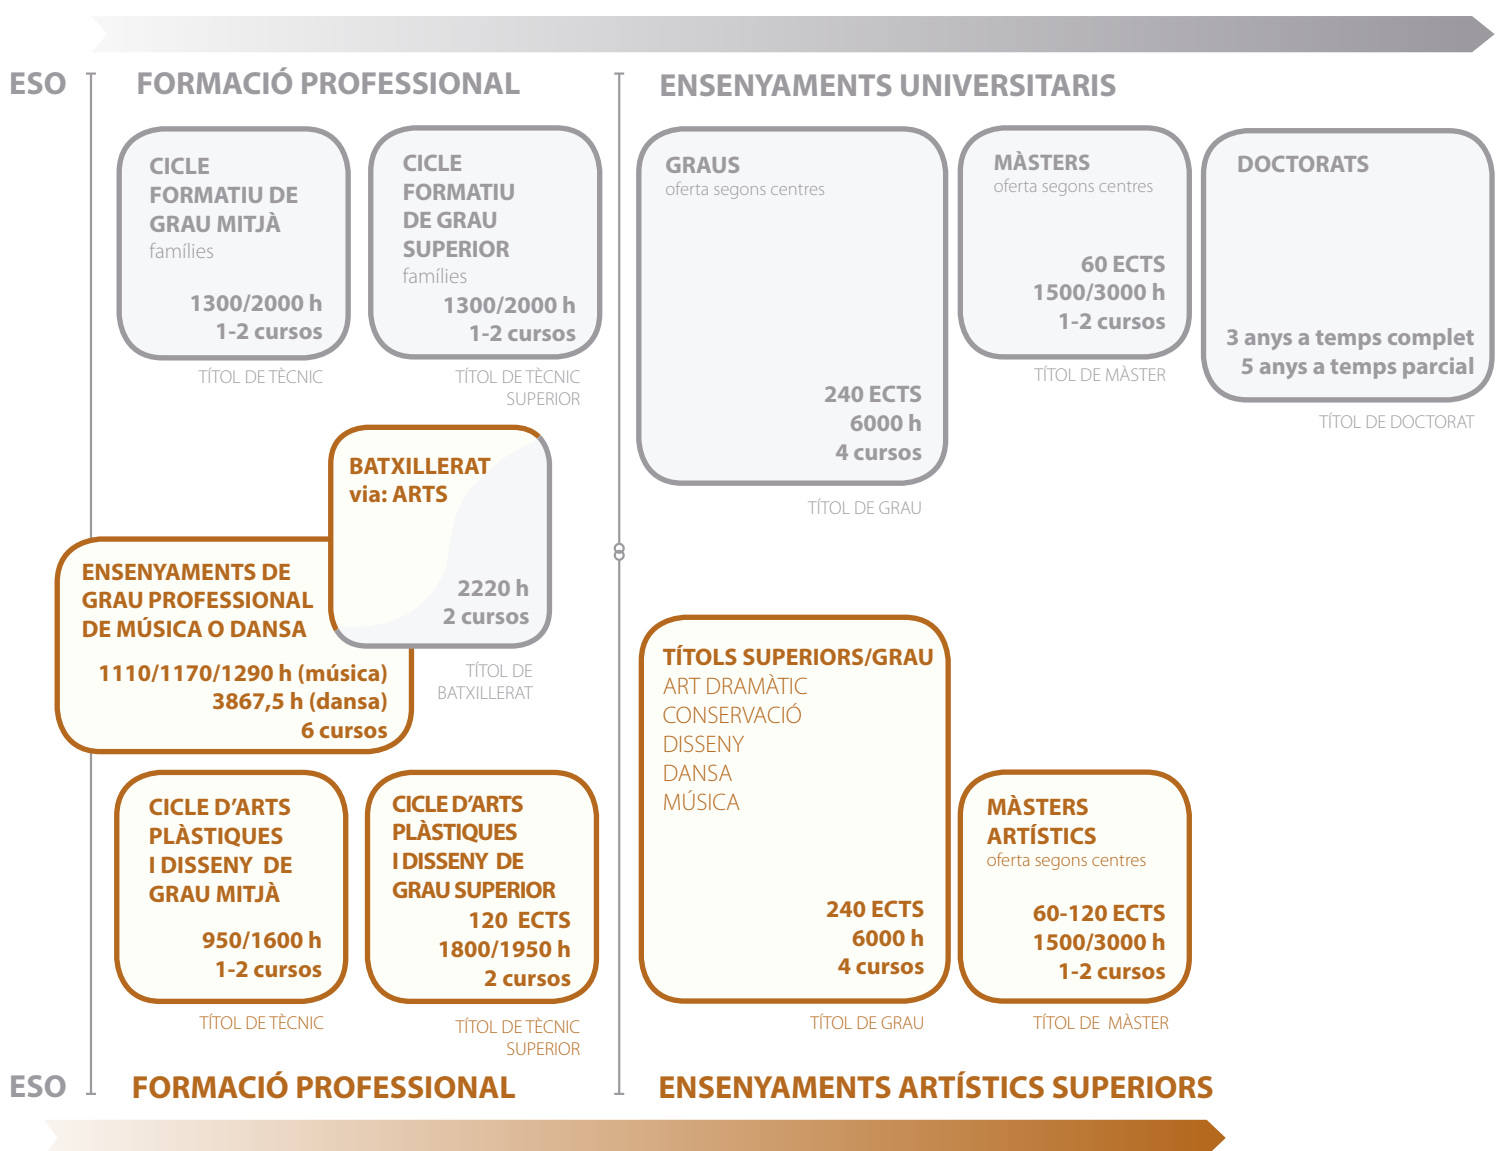 ESO
FORMACIÓ PROFESSIONAL
ENSENYAMENTS UNIVERSITARIS
CICLE
FORMATIU DE
GRAU MITJÀ
famílies
1300/2000 h
1-2 cursos
TÍTOL DE TÈCNIC
CICLE
FORMATIU
DE GRAU
SUPERIOR
famílies
1300/2000 h
1-2 cursos
TÍTOL DE TÈCNIC
SUPERIOR
GRAUS
oferta segons centres
240 ECTS
6000 h
4 cursos
TÍTOL DE GRAU
MÀSTERS
oferta segons centres
60 ECTS
1500/3000 h
1-2 cursos
TÍTOL DE MÀSTER
DOCTORATS
3 anys a temps complet
5 anys a temps parcial
TÍTOL DE DOCTORAT
BATXILLERAT
via: ARTS
2220 h
2 cursos
TÍTOL DE
BATXILLERAT
ENSENYAMENTS DE
GRAU PROFESSIONAL
DE MÚSICA O DANSA
1110/1170/1290 h (música)
3867,5 h (dansa)
6 cursos
CICLE D'ARTS
PLÀSTIQUES
I DISSENY DE
GRAU MITJÀ
950/1600 h
1-2 cursos
TÍTOL DE TÈCNIC
CICLE D'ARTS
PLÀSTIQUES
I DISSENY DE
GRAU SUPERIOR
120 ECTS
1800/1950 h
2 cursos
TÍTOL DE TÈCNIC
SUPERIOR
TÍTOLS SUPERIORS/GRAU
ART DRAMÀTIC
CONSERVACIÓ
DISSENY
DANSA
MÚSICA
240 ECTS
6000 h
4 cursos
TÍTOL DE GRAU
MÀSTERS
ARTÍSTICS
oferta segons centres
60-120 ECTS
1500/3000 h
1-2 cursos
TÍTOL DE MÀSTER
ESO
FORMACIÓ PROFESSIONAL
ENSENYAMENTS ARTÍSTICS SUPERIORS